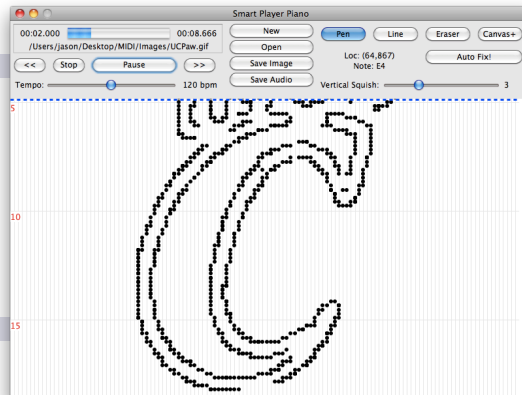 Smart Player Piano
00:02.000 00:08.666
/Users/jason/Desktop/MIDI/Images/UCPaw.gif
<< Stop Pause >>
Tempo: 120 bpm
New
Open
Save Image
Save Audio
Pen Line Eraser Canvas+
Loc: (64,867)
Note: E4
Auto Fix!
Vertical Squish: 3
5
10
15